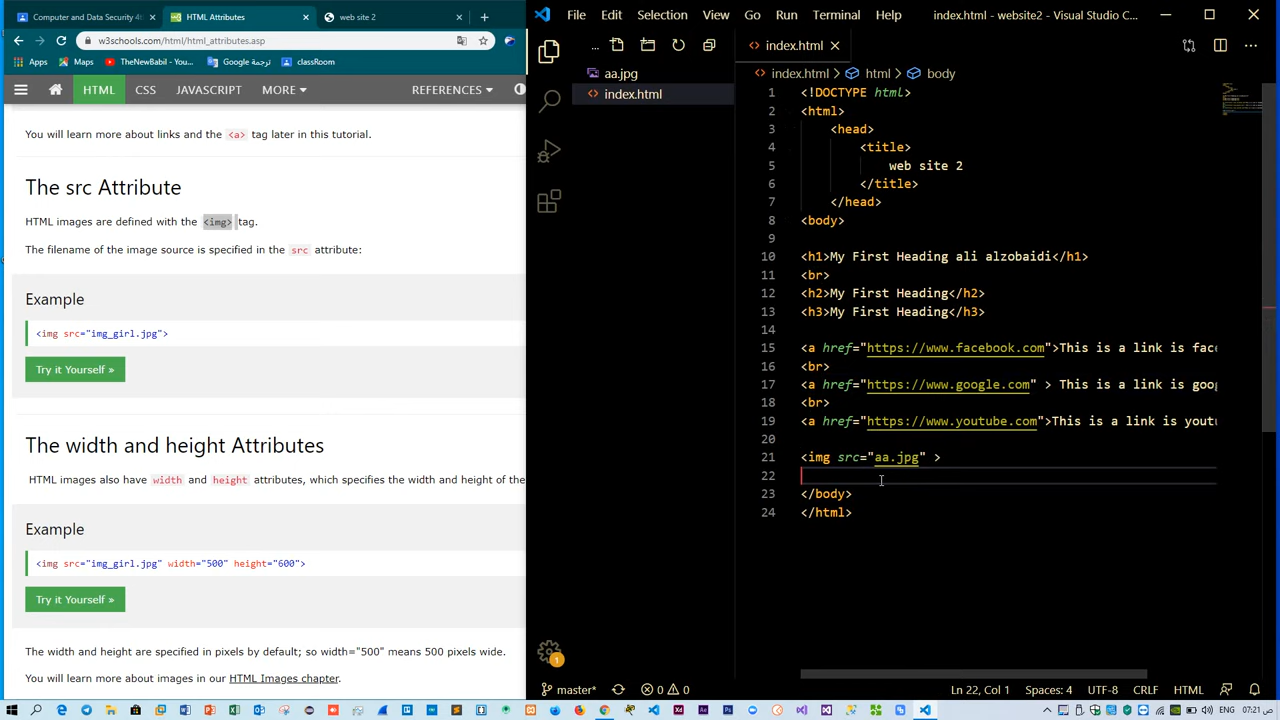 Computer and Data Security 4s
HTML Attributes
web site 2
w3schools.com/html/html_attributes.asp
Apps
Maps
TheNewBabil - You...
ترجمة Google
classRoom
HTML
CSS
JAVASCRIPT
MORE
REFERENCES
You will learn more about links and the <a> tag later in this tutorial.
The src Attribute
HTML images are defined with the <img> tag.
The filename of the image source is specified in the src attribute:
Example
<img src="img_girl.jpg">
Try it Yourself »
The width and height Attributes
HTML images also have width and height attributes, which specifies the width and height of the
Example
<img src="img_girl.jpg" width="500" height="600">
Try it Yourself »
The width and height are specified in pixels by default; so width="500" means 500 pixels wide.
You will learn more about images in our HTML Images chapter.
File Edit Selection View Go Run Terminal Help
index.html - website2 - Visual Studio C...
...
aa.jpg
index.html
index.html
index.html > html > body
1 <!DOCTYPE html>
2 <html>
3 <head>
4 <title>
5 web site 2
6 </title>
7 </head>
8 <body>
9
10 <h1>My First Heading ali alzobaidi</h1>
11 <br>
12 <h2>My First Heading</h2>
13 <h3>My First Heading</h3>
14
15 <a href="https://www.facebook.com">This is a link is face
16 <br>
17 <a href="https://www.google.com" > This is a link is goog
18 <br>
19 <a href="https://www.youtube.com">This is a link is youtu
20
21 <img src="aa.jpg" >
22
23 </body>
24 </html>
1
master*
0 0
Ln 22, Col 1
Spaces: 4
UTF-8
CRLF
HTML
ENG
07:21 ص